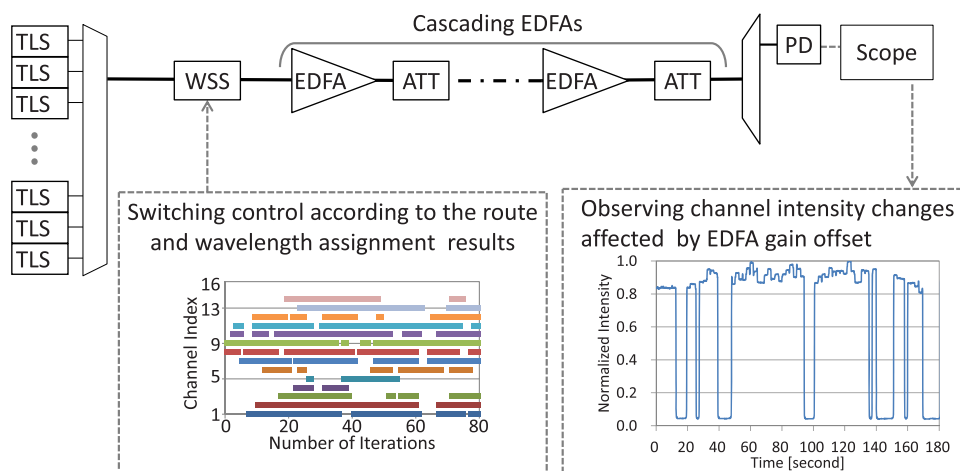 Cascading EDFAs
TLS
TLS
TLS
TLS
TLS
TLS
WSS
EDFA
ATT
EDFA
ATT
PD
Scope
Switching control according to the route
and wavelength assignment results
16
13
9
5
1
Channel Index
0
20
40
60
80
Number of Iterations
Observing channel intensity changes
affected by EDFA gain offset
1.0
0.8
0.6
0.4
0.2
0.0
Normalized Intensity
0 20 40 60 80 100 120 140 160 180
Time [second]